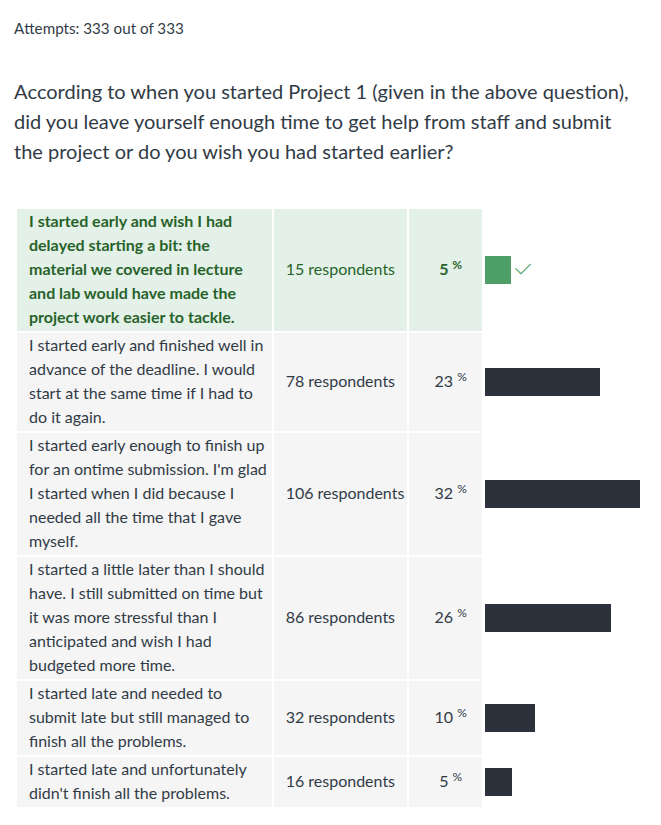 Attempts: 333 out of 333
According to when you started Project 1 (given in the above question),
did you leave yourself enough time to get help from staff and submit
the project or do you wish you had started earlier?
I started early and wish I had
delayed starting a bit: the
material we covered in lecture
and lab would have made the
project work easier to tackle.
15 respondents
5 %
I started early and finished well in
advance of the deadline. I would
start at the same time if I had to
do it again.
78 respondents
23 %
I started early enough to finish up
for an ontime submission. I'm glad
I started when I did because I
needed all the time that I gave
myself.
106 respondents
32 %
I started a little later than I should
have. I still submitted on time but
it was more stressful than I
anticipated and wish I had
budgeted more time.
86 respondents
26 %
I started late and needed to
submit late but still managed to
finish all the problems.
32 respondents
10 %
I started late and unfortunately
didn't finish all the problems.
16 respondents
5 %